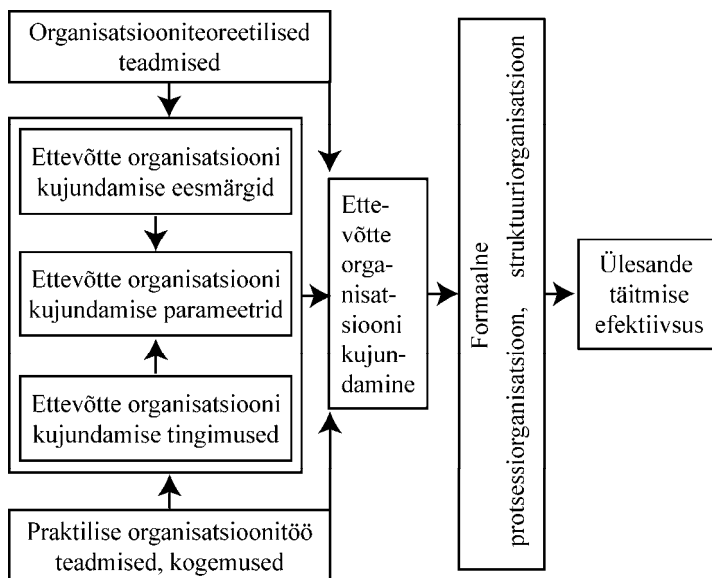 Organisatsiooniteoreetilised
teadmised
Ettevõtte organisatsiooni
kujundamise eesmärgid
Ettevõtte organisatsiooni
kujundamise parameetrid
Ettevõtte organisatsiooni
kujundamise tingimused
Praktilise organisatsioonitöö
teadmised, kogemused
Ette-
võtte
orga-
nisat-
siooni
kujun-
damine
Formaalne
protsessiorganisatsioon, struktuuriorganisatsioon
Ülesande
täitmise
efektiivsus